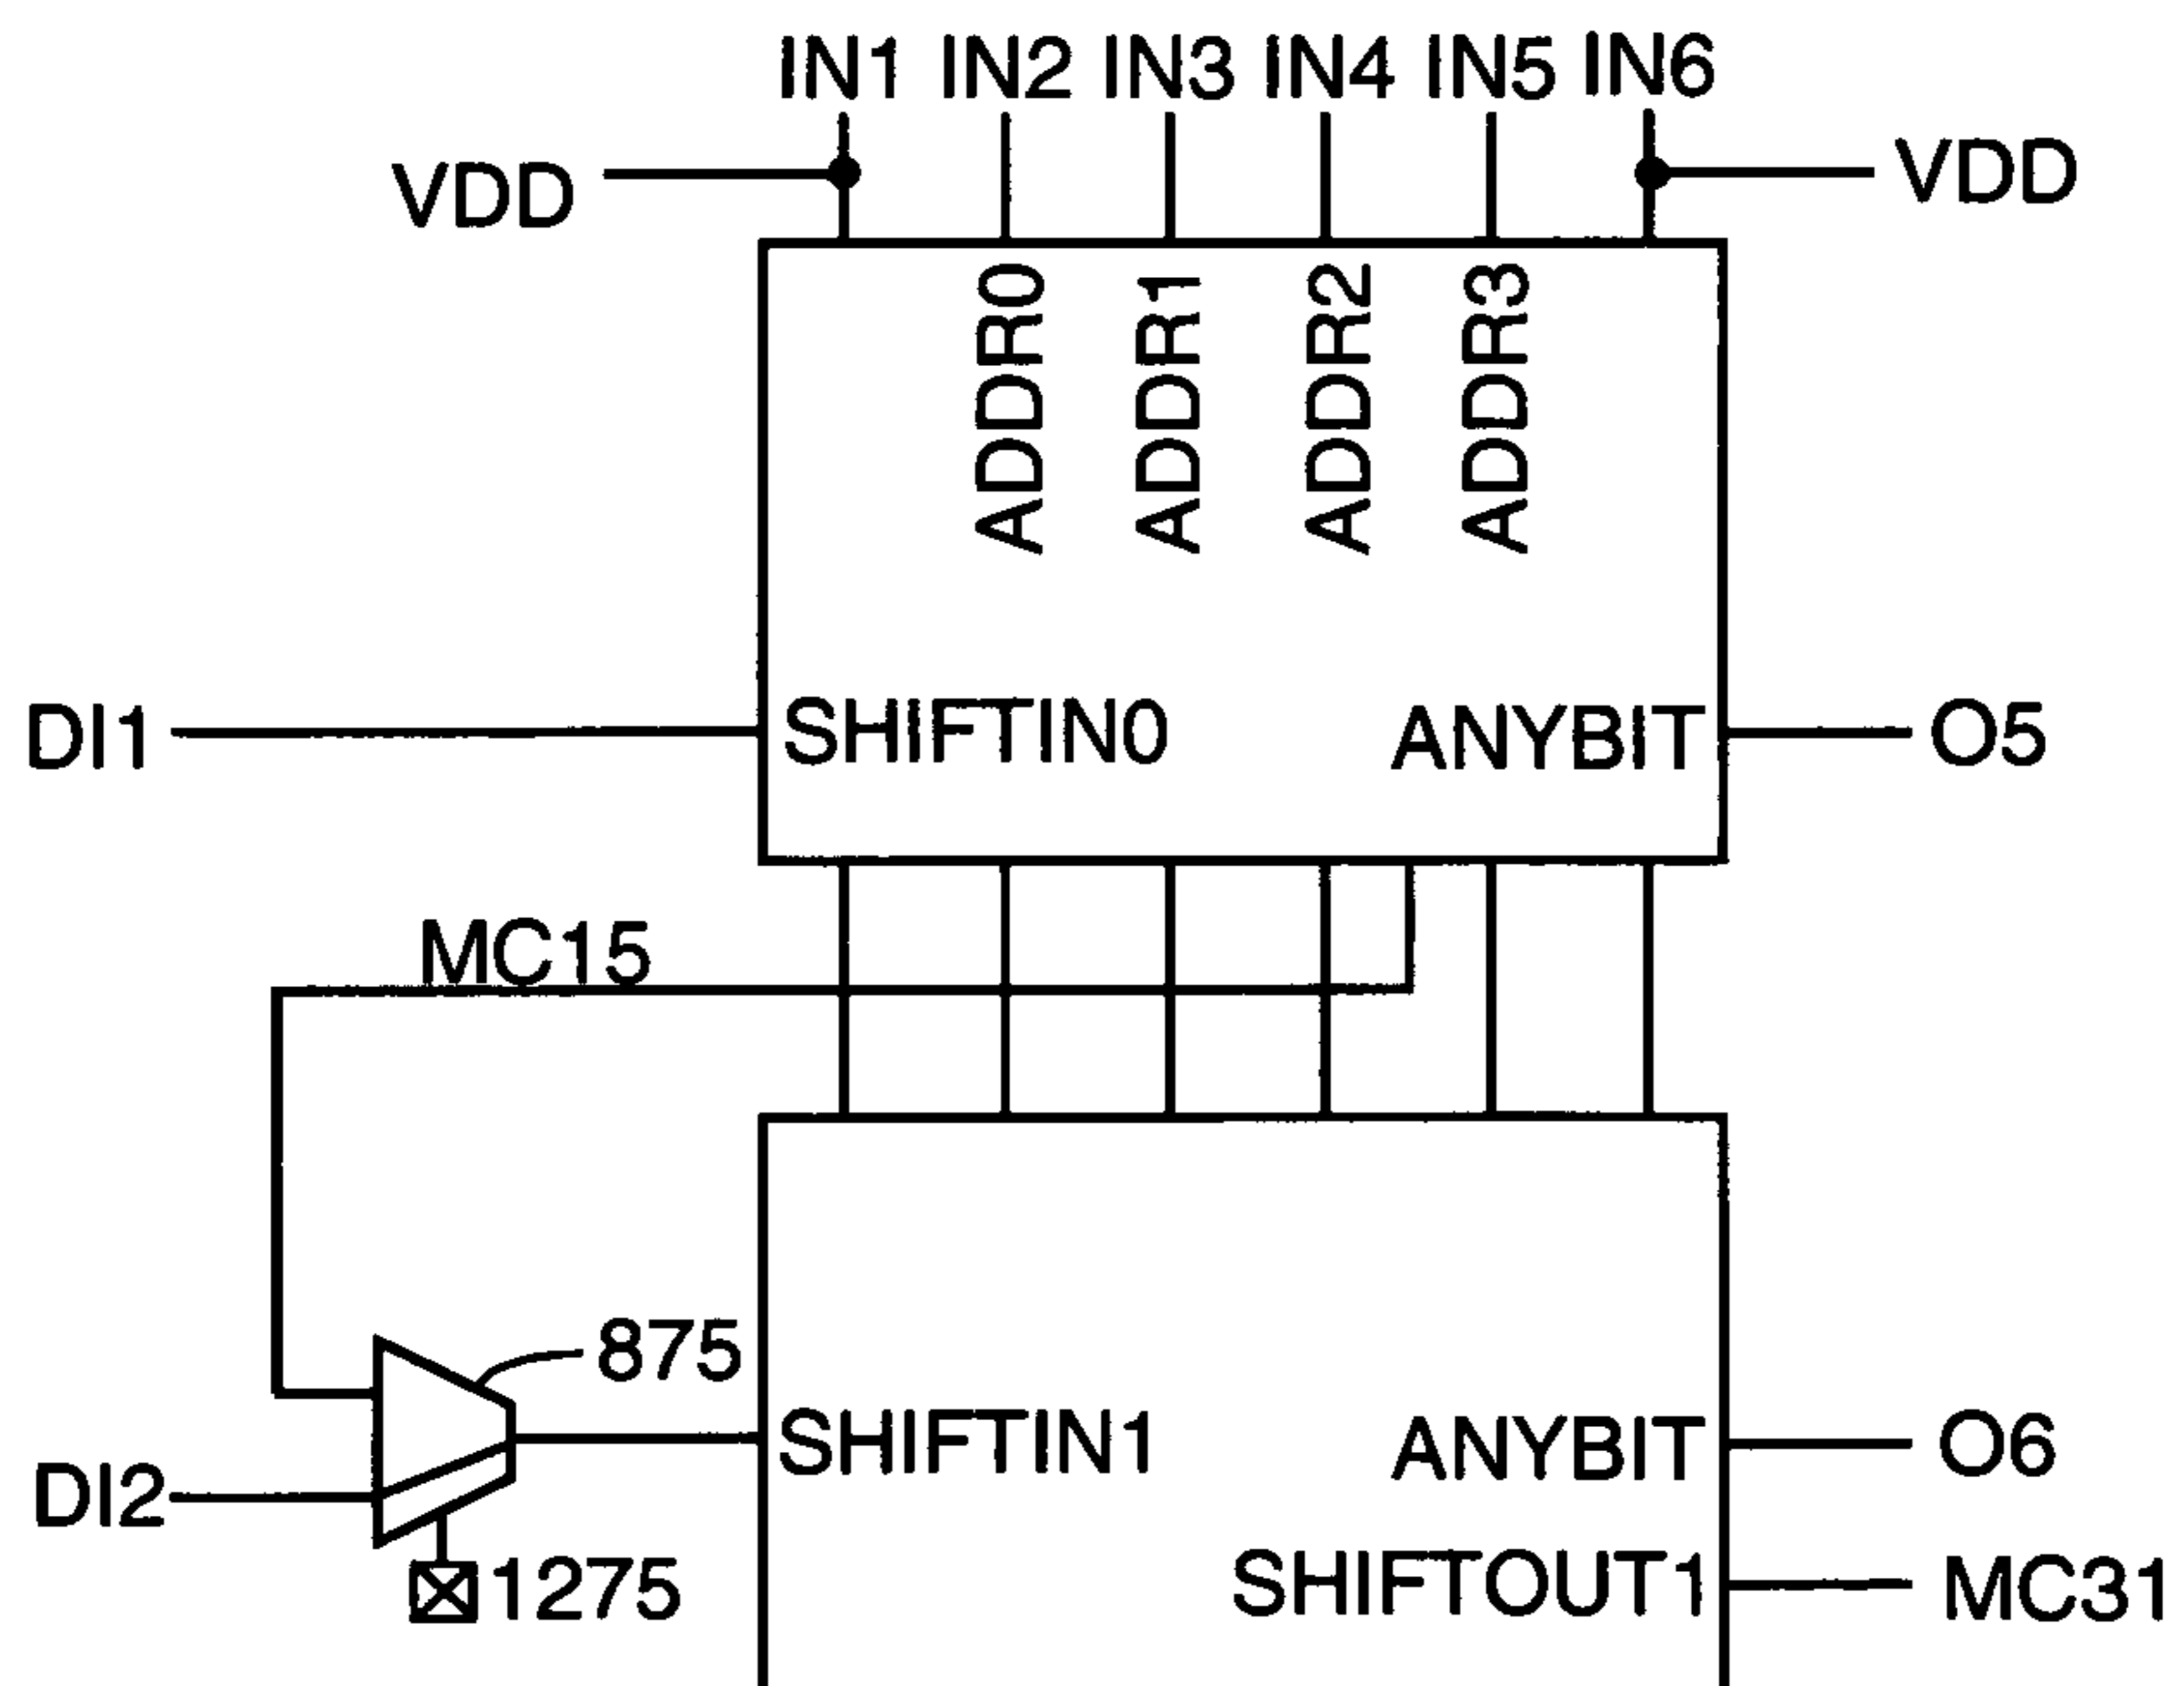 IN1 IN2 IN3 IN4 IN5 IN6
VDD VDD
ADDR0 ADDR1 ADDR2 ADDR3
DI1 SHIFTIN0 ANYBIT O5
MC15
875
SHIFTIN1 ANYBIT O6
DI2
1275 SHIFTOUT1 MC31